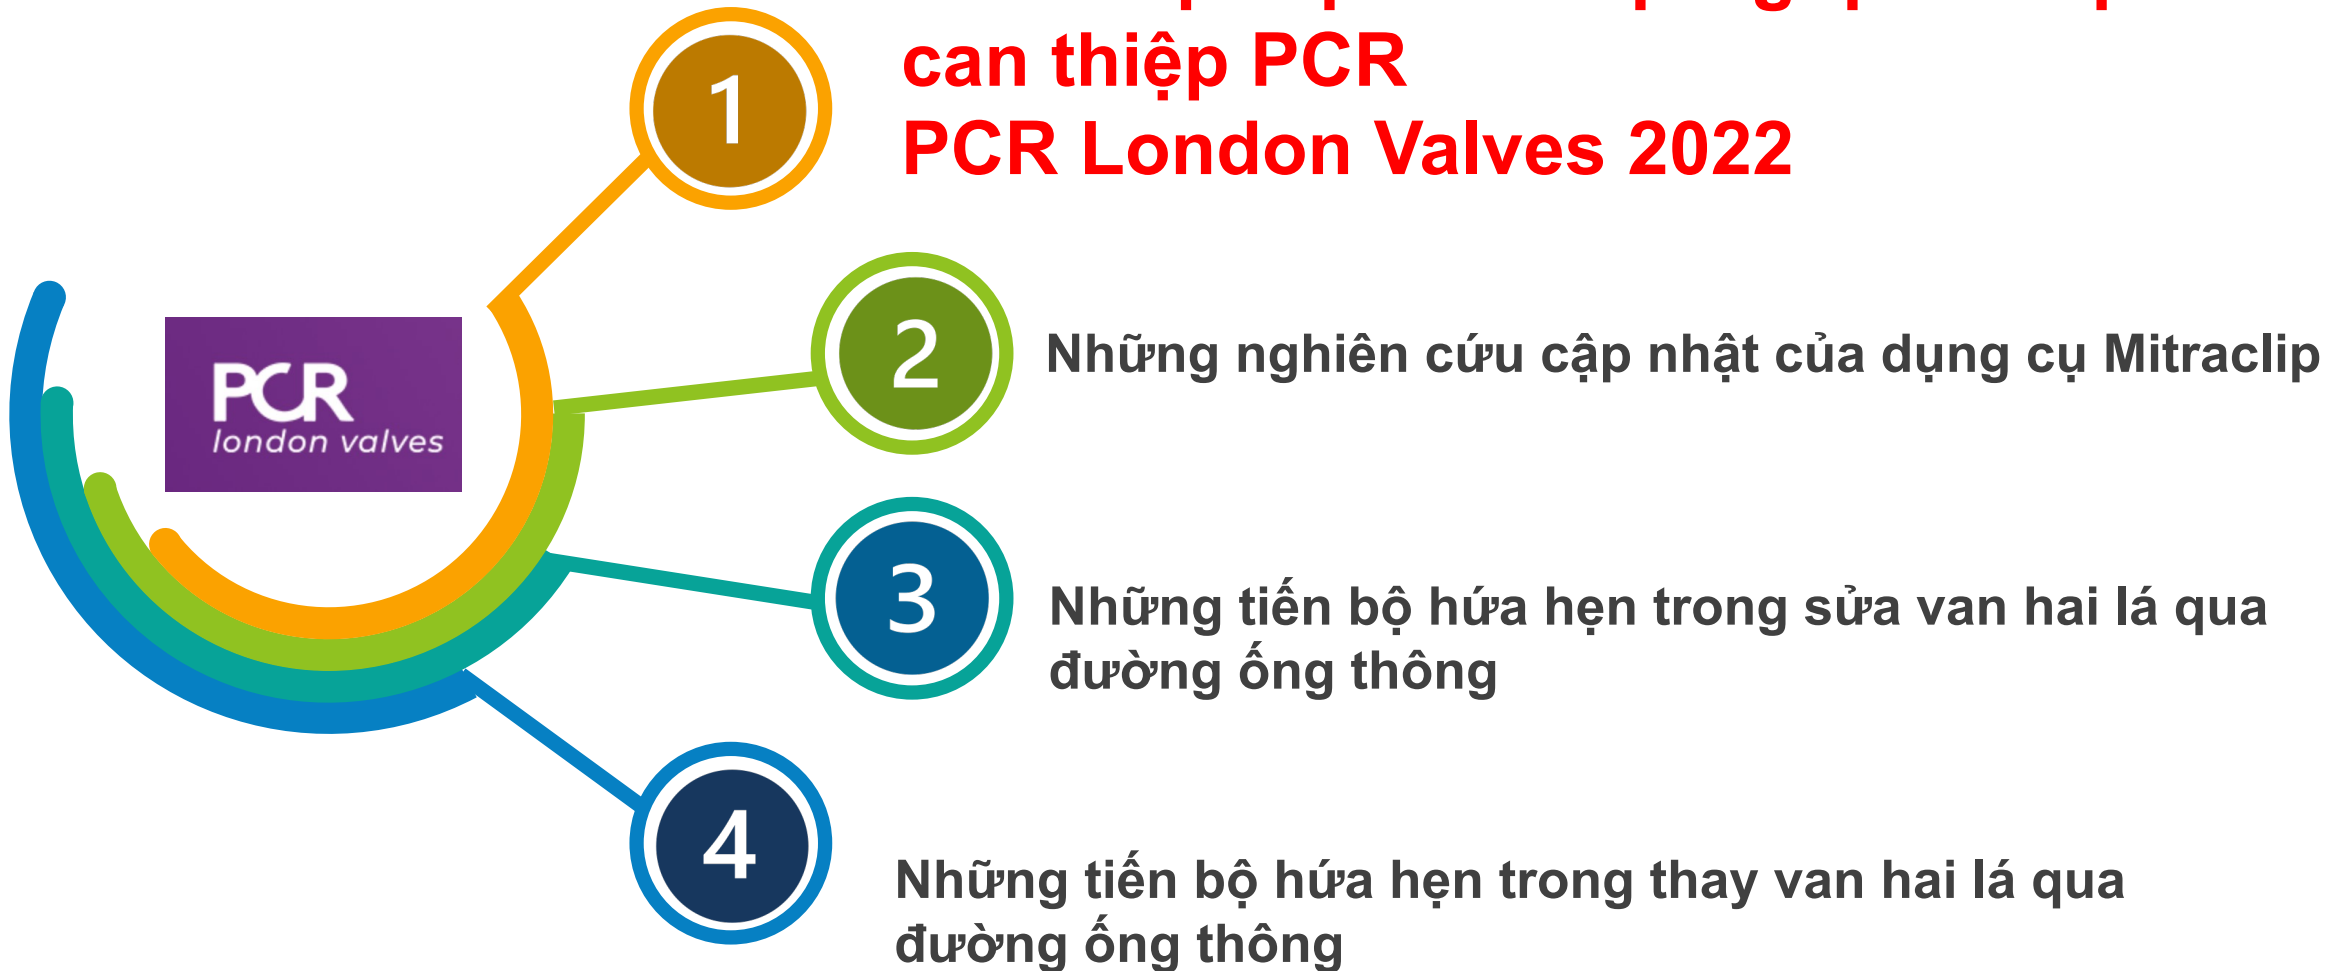 1
can thiệp PCR
PCR London Valves 2022
2
Những nghiên cứu cập nhật của dụng cụ Mitraclip
PCR
london valves
3
Những tiến bộ hứa hẹn trong sửa van hai lá qua
đường ống thông
4
Những tiến bộ hứa hẹn trong thay van hai lá qua
đường ống thông